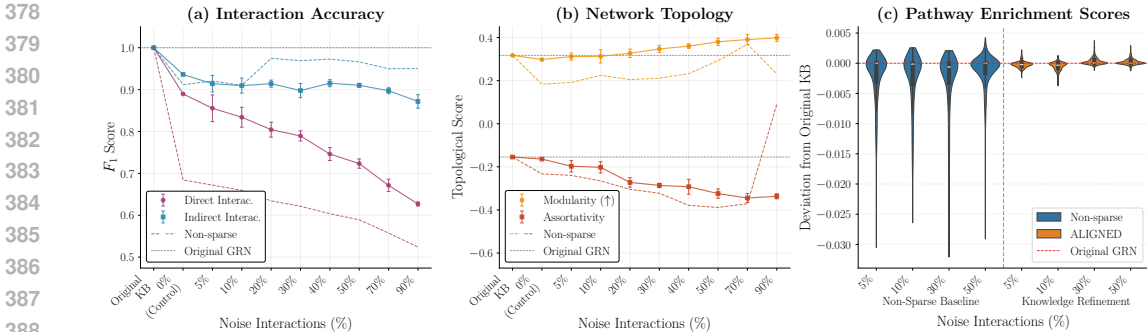 378
379
380
381
382
383
384
385
386
387
388
(a) Interaction Accuracy
F1 Score
1.0
0.9
0.8
0.7
0.6
0.5
Direct Interac.
Indirect Interac.
Non-sparse
Original GRN
Original KB
0% (Control)
5%
10%
20%
30%
40%
50%
70%
90%
Noise Interactions (%)
(b) Network Topology
Topological Score
0.4
0.2
0.0
−0.2
−0.4
−0.6
Modularity (↑)
Assortativity
Non-sparse
Original GRN
Original KB
0% (Control)
5%
10%
20%
30%
40%
50%
70%
90%
Noise Interactions (%)
(c) Pathway Enrichment Scores
Deviation from Original KB
0.005
0.000
−0.005
−0.010
−0.015
−0.020
−0.025
−0.030
Non-sparse
ALIGNED
Original GRN
5%
10%
30%
50%
5%
10%
30%
50%
Non-Sparse Baseline
Knowledge Refinement
Noise Interactions (%)